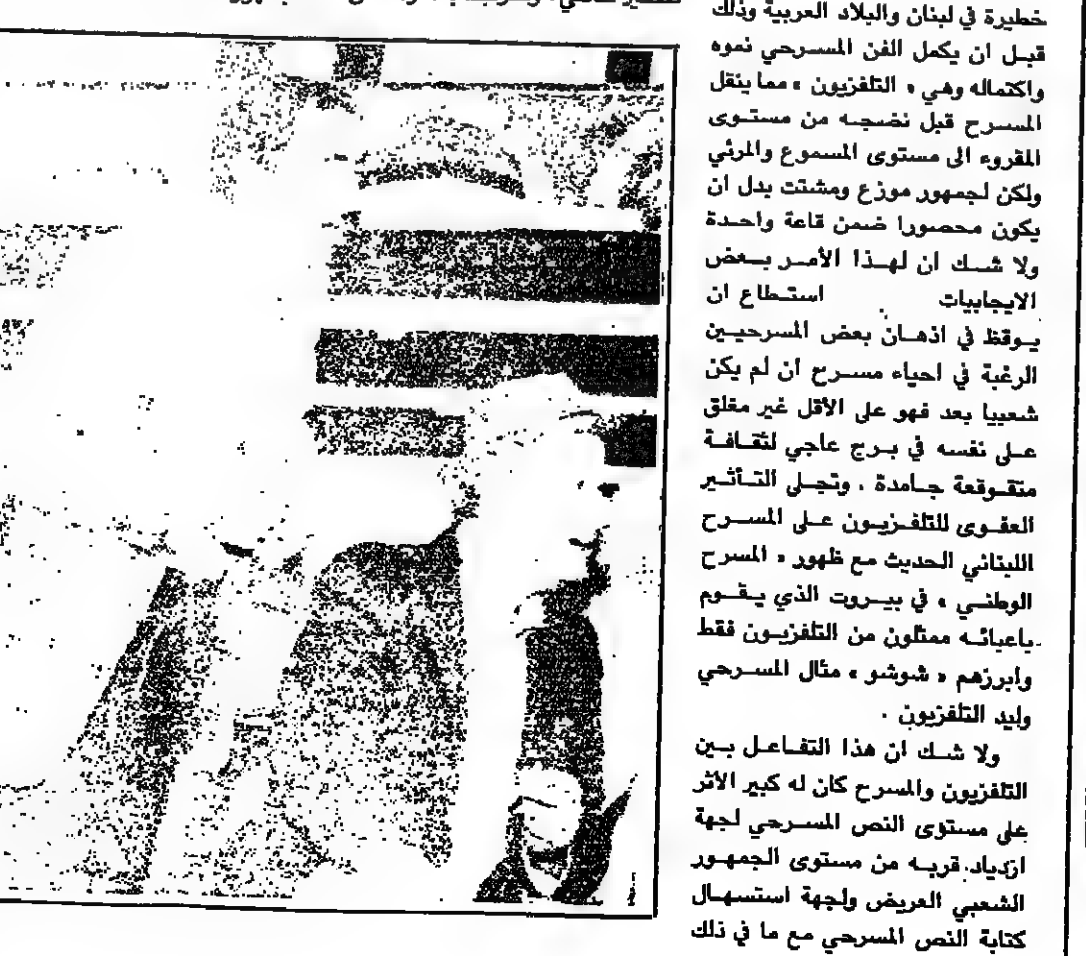 خطيرة في لبنان والبلاد العربية وذلك
قبل ان يكمل الفن المسرحي نموه
واكتماله وهي « التلفزيون » مما ينقل
المسرح قبل نضجه من مستوى
المقروء الى مستوى المسموع والمرئي
ولكن لجمهور موزع ومشتت بدل ان
يكون محصورا ضمن قاعة واحدة
ولا شك ان لهذا الأمر بعض
الايجابيات استطاع ان
يوقظ في اذهان بعض المسرحيين
الرغبة في احياء مسرح ان لم يكن
شعبيا بعد فهو على الأقل غير مغلق
على نفسه في برج عاجي لثقافة
متقوقعة جامدة . وتجلى التأثير
العقوى للتلفزيون على المسرح
اللبناني الحديث مع ظهور « المسرح
الوطني » في بيروت الذي يقوم
باعبائه ممثلون من التلفزيون فقط
وابرزهم « شوشو » مثال المسرحي
وليد التلفزيون .
ولا شك ان هذا التفاعل بين
التلفزيون والمسرح كان له كبير الأثر
على مستوى النص المسرحي لجهة
ازدياد قربه من مستوى الجمهور
الشعبي العريض ولجهة استسهال
كتابة النص المسرحي مع ما في ذلك